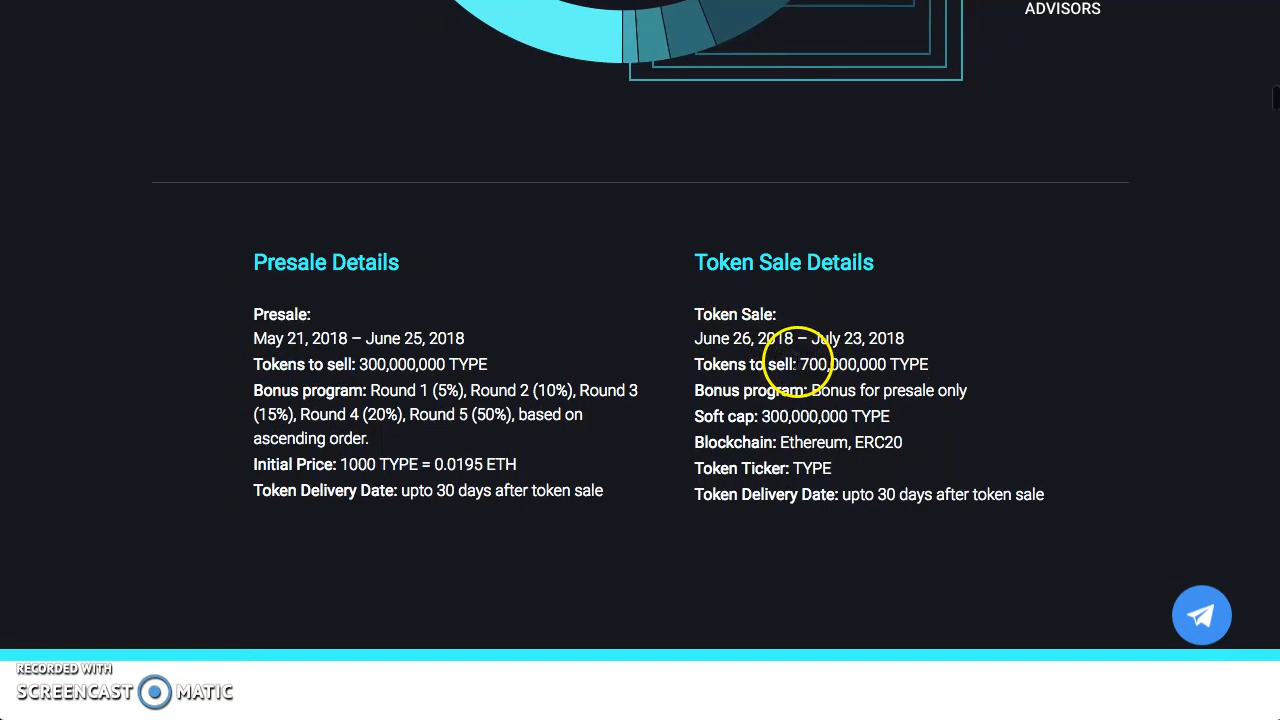 ADVISORS
Presale Details
Presale:
May 21, 2018 – June 25, 2018
Tokens to sell: 300,000,000 TYPE
Bonus program: Round 1 (5%), Round 2 (10%), Round 3
(15%), Round 4 (20%), Round 5 (50%), based on
ascending order.
Initial Price: 1000 TYPE = 0.0195 ETH
Token Delivery Date: upto 30 days after token sale
Token Sale Details
Token Sale:
June 26, 2018 – July 23, 2018
Tokens to sell: 700,000,000 TYPE
Bonus program: Bonus for presale only
Soft cap: 300,000,000 TYPE
Blockchain: Ethereum, ERC20
Token Ticker: TYPE
Token Delivery Date: upto 30 days after token sale
RECORDED WITH
SCREENCAST MATIC